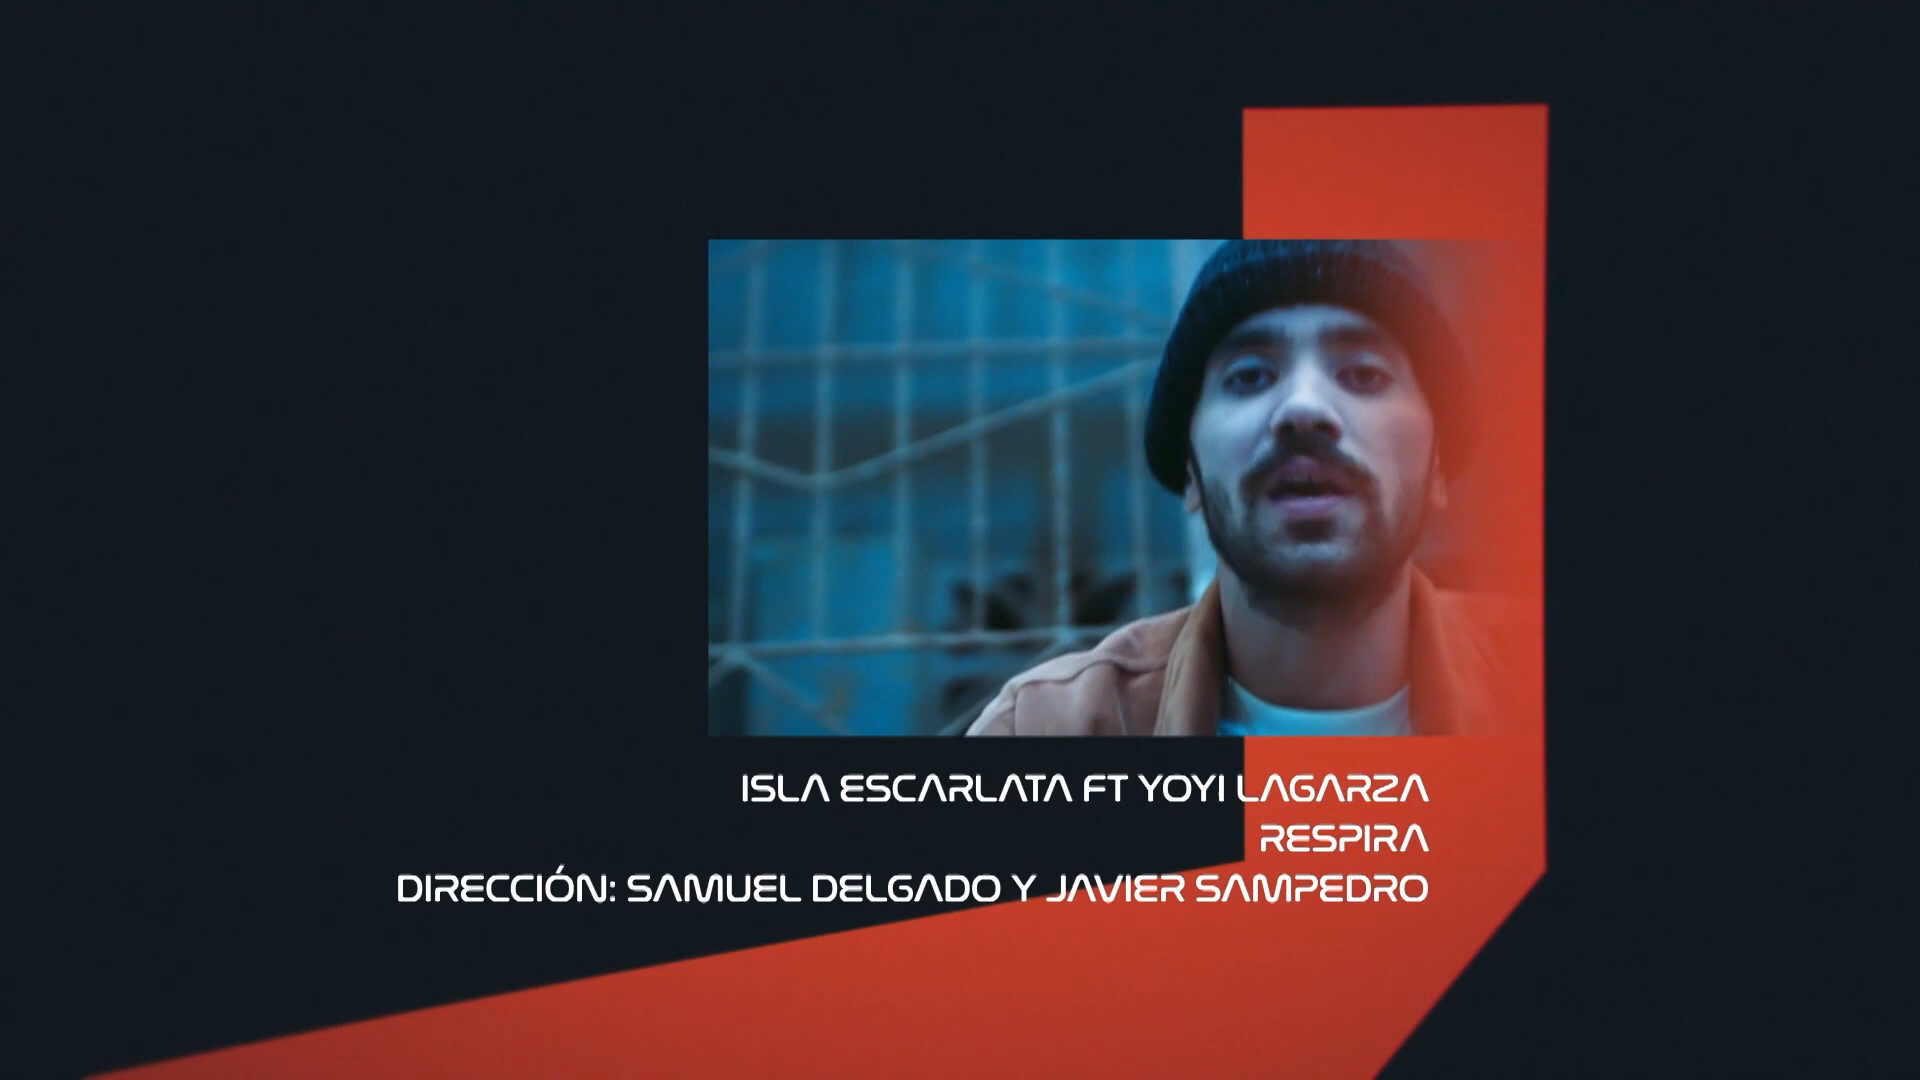 ISLA ESCARLATA FT YOYI LAGARZA
RESPIRA
DIRECCIÓN: SAMUEL DELGADO Y JAVIER SAMPEDRO